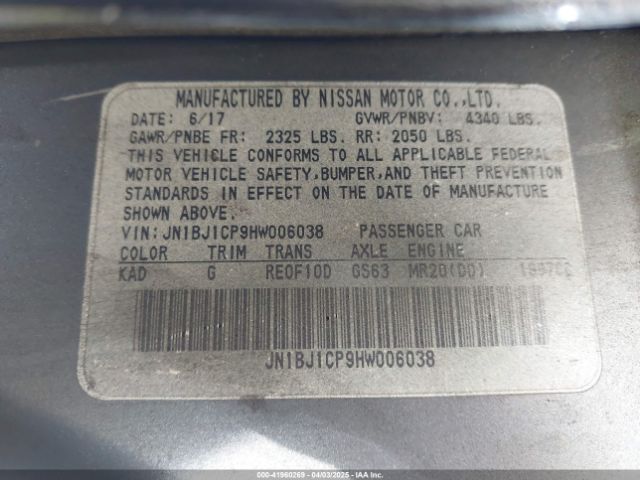 MANUFACTURED BY NISSAN MOTOR CO.,LTD.
DATE: 6/17 GVWR/PNBV: 4340 LBS.
GAWR/PNBE FR: 2325 LBS. RR: 2050 LBS.
THIS VEHICLE CONFORMS TO ALL APPLICABLE FEDERAL
MOTOR VEHICLE SAFETY,BUMPER,AND THEFT PREVENTION
STANDARDS IN EFFECT ON THE DATE OF MANUFACTURE
SHOWN ABOVE.
VIN:JN1BJ1CP9HW006038 PASSENGER CAR
COLOR TRIM TRANS AXLE ENGINE
KAD G RE0F10D GS63 MR20(DD)
JN1BJ1CP9HW006038
000-41960269 - 04/03/2025 - IAAI.COM